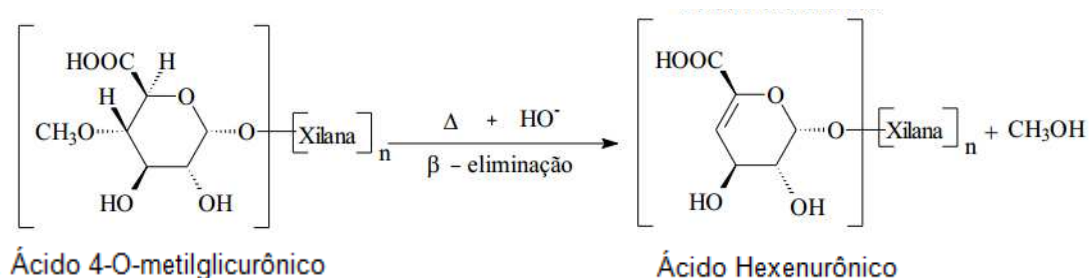 HOOC H
H O
CH₃O O Xilana n
HO OH
Δ + HO⁻
β – eliminação
HOOC
O
O Xilana n + CH₃OH
HO OH
Ácido 4-O-metilglicurônico
Ácido Hexenurônico